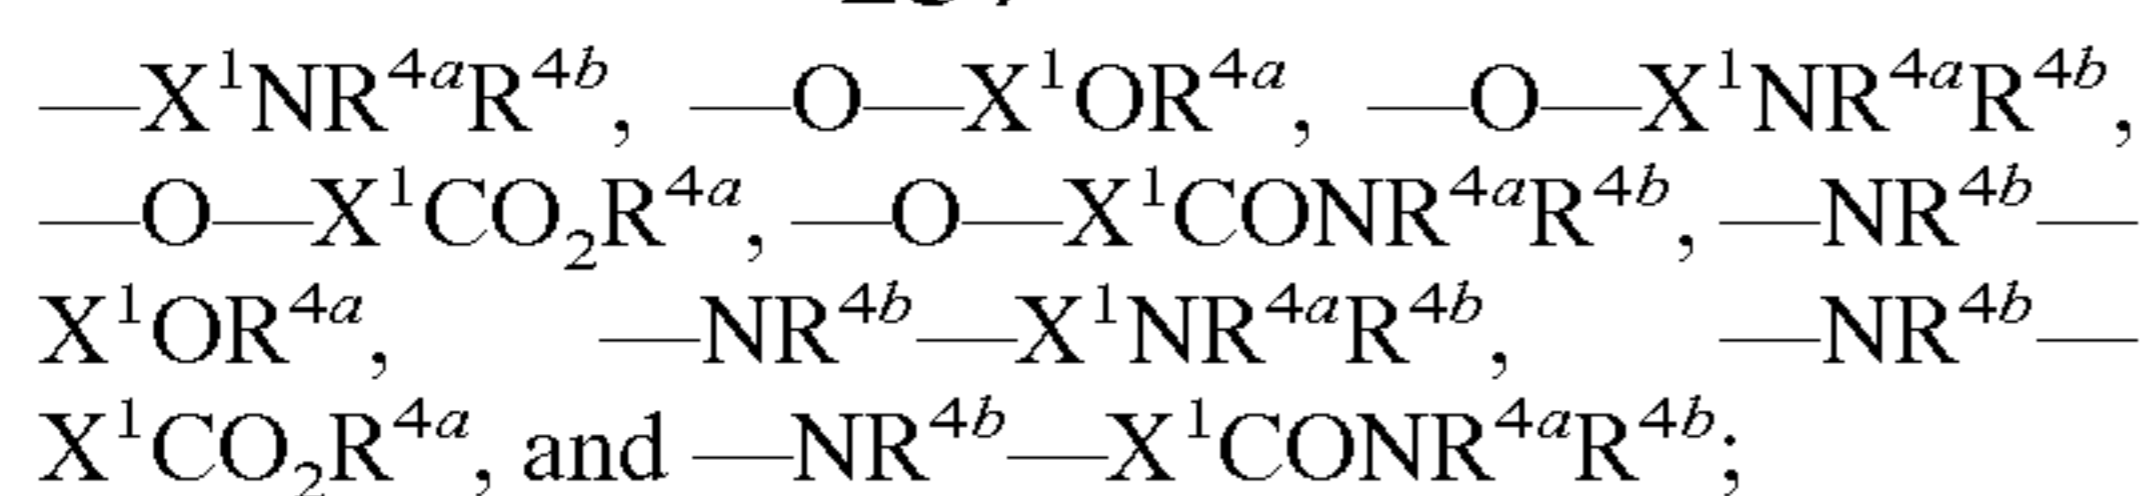 —X¹NR⁴ᵃR⁴ᵇ, —O—X¹OR⁴ᵃ, —O—X¹NR⁴ᵃR⁴ᵇ,
—O—X¹CO₂R⁴ᵃ, —O—X¹CONR⁴ᵃR⁴ᵇ, —NR⁴ᵇ—
X¹OR⁴ᵃ, —NR⁴ᵇ—X¹NR⁴ᵃR⁴ᵇ, —NR⁴ᵇ—
X¹CO₂R⁴ᵃ, and —NR⁴ᵇ—X¹CONR⁴ᵃR⁴ᵇ;